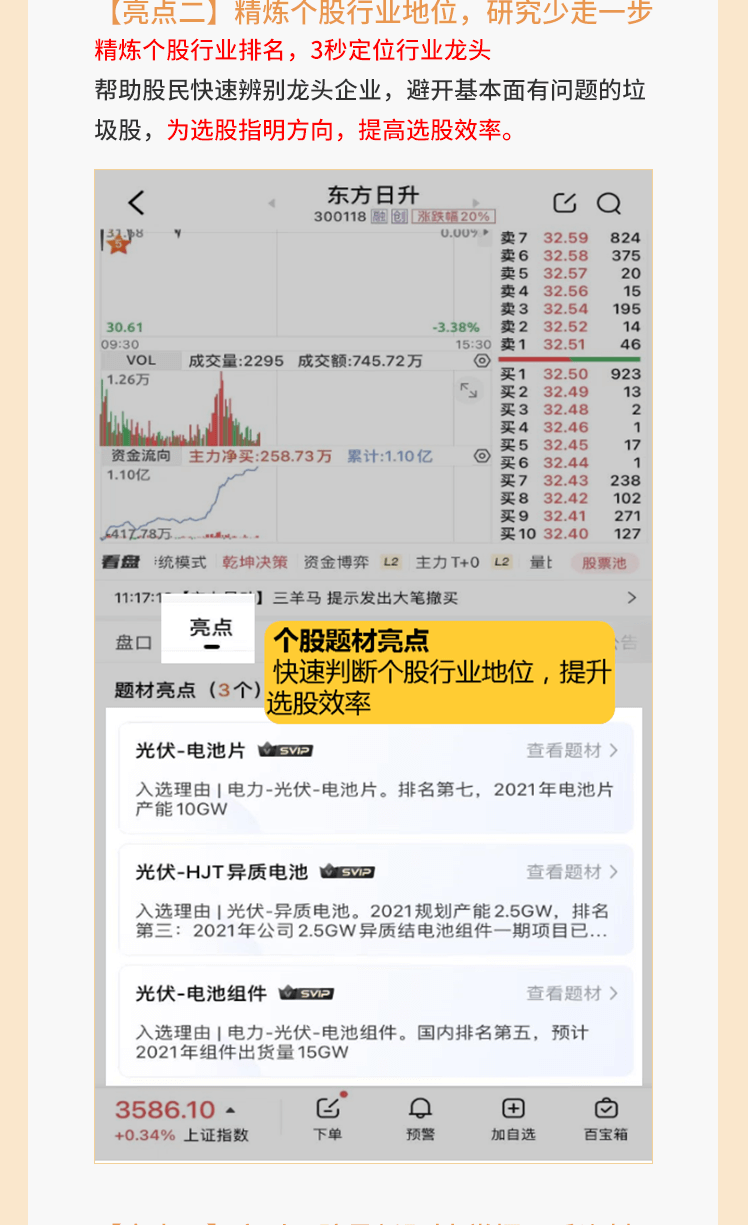 【亮点二】精炼个股行业地位，研究少走一步
精炼个股行业排名，3秒定位行业龙头
帮助股民快速辨别龙头企业，避开基本面有问题的垃
圾股，为选股指明方向，提高选股效率。
东方日升
300118 融 创 涨跌幅20%
31.68
5
0.00%
30.61
-3.38%
09:30
15:30
卖7 32.59 824
卖6 32.58 375
卖5 32.57 20
卖4 32.56 15
卖3 32.54 195
卖2 32.52 14
卖1 32.51 46
VOL 成交量:2295 成交额:745.72万
1.26万
买1 32.50 923
买2 32.49 13
买3 32.48 2
买4 32.46 1
买5 32.45 17
买6 32.44 1
买7 32.43 238
买8 32.42 102
买9 32.41 271
买10 32.40 127
资金流向 主力净买:258.73万 累计:1.10亿
1.10亿
-417.78万
看盘 传统模式 乾坤决策 资金博弈 L2 主力T+0 L2 量比 股票池
11:17:1 】三羊马 提示发出大笔撤买
盘口
亮点
公告
个股题材亮点
快速判断个股行业地位，提升
选股效率
题材亮点（3个）
光伏-电池片 SVIP 查看题材
入选理由 | 电力-光伏-电池片。排名第七，2021年电池片
产能10GW
光伏-HJT异质电池 SVIP 查看题材
入选理由 | 光伏-异质电池。2021规划产能2.5GW，排名
第三：2021年公司2.5GW异质结电池组件一期项目已...
光伏-电池组件 SVIP 查看题材
入选理由 | 电力-光伏-电池组件。国内排名第五，预计
2021年组件出货量15GW
3586.10
+0.34% 上证指数
下单
预警
加自选
百宝箱